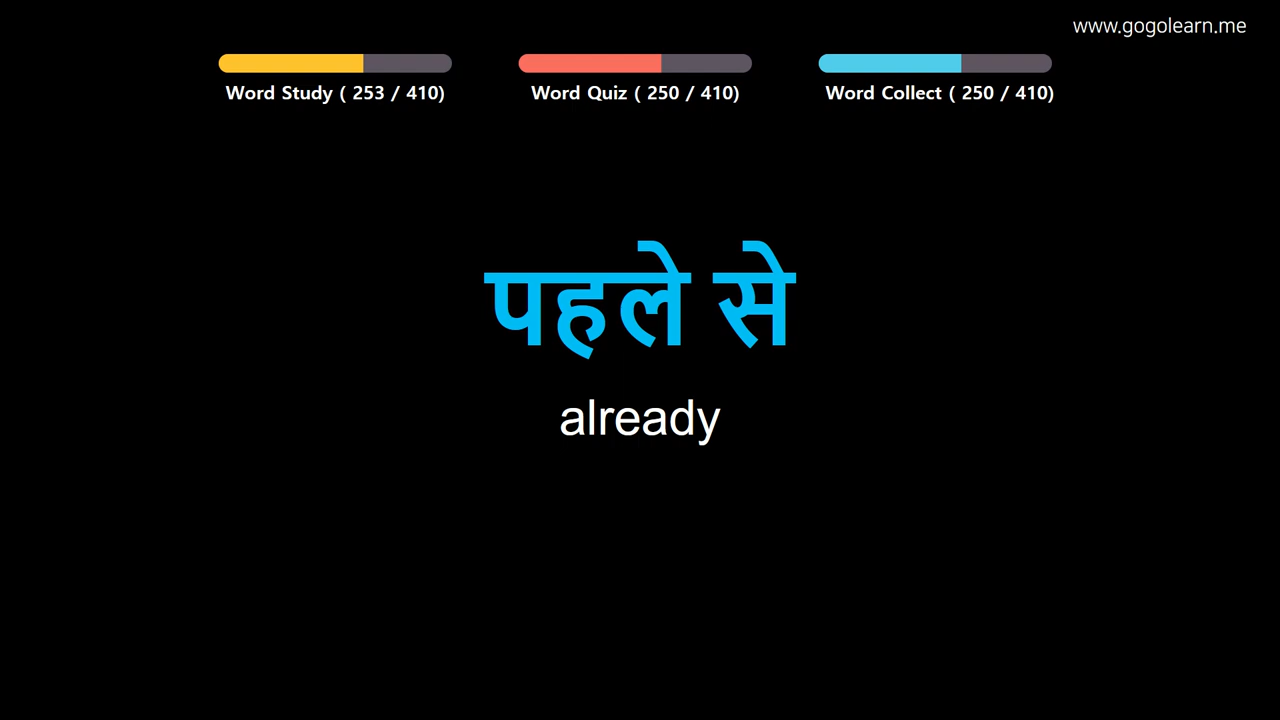 www.gogolearn.me
Word Study ( 253 / 410)
Word Quiz ( 250 / 410)
Word Collect ( 250 / 410)
पहले से
already